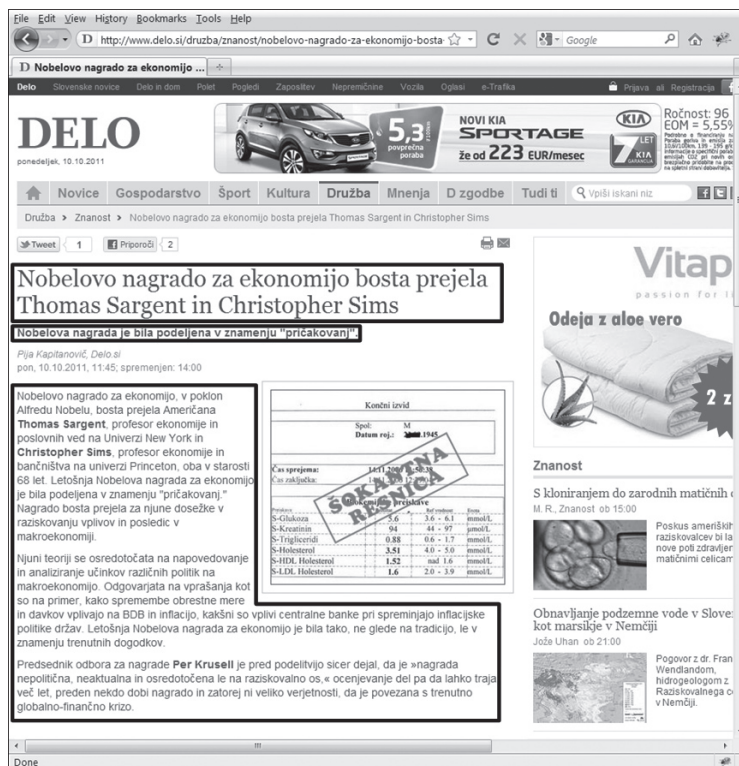 File Edit View History Bookmarks Tools Help
D http://www.delo.si/druzba/znanost/nobelovo-nagrado-za-ekonomijo-bosta-
Google
D Nobelovo nagrado za ekonomijo ...
Delo Slovenske novice Delo in dom Polet Pogledi Zaposlitev Nepremičnine Vozila Oglasi e-Trafika Prijava ali Registracija
DELO
ponedeljek, 10.10.2011
5,3
povprečna
poraba
NOVI KIA
SPORTAGE
že od 223 EUR/mesec
KIA
7 LET
KIA
GARANCIJA
Ročnost: 96
EOM = 5,55%
Novice Gospodarstvo Šport Kultura Družba Mnenja D zgodbe Tudi ti Vpiši iskani niz
Družba > Znanost > Nobelovo nagrado za ekonomijo bosta prejela Thomas Sargent in Christopher Sims
Tweet 1 Priporoči 2
Nobelovo nagrado za ekonomijo bosta prejela
Thomas Sargent in Christopher Sims
Nobelova nagrada je bila podeljena v znamenju "pričakovanj".
Pija Kapitanovič, Delo.si
pon, 10.10.2011, 11:45; spremenjen: 14:00
Nobelovo nagrado za ekonomijo, v poklon
Alfredu Nobelu, bosta prejela Američana
Thomas Sargent, profesor ekonomije in
poslovnih ved na Univerzi New York in
Christopher Sims, profesor ekonomije in
bančništva na univerzi Princeton, oba v starosti
68 let. Letošnja Nobelova nagrada za ekonomijo
je bila podeljena v znamenju "pričakovanj."
Nagrado bosta prejela za njune dosežke v
raziskovanju vplivov in posledic v
makroekonomiji.
Njuni teoriji se osredotočata na napovedovanje
in analiziranje učinkov različnih politik na
makroekonomijo. Odgovarjata na vprašanja kot
so na primer, kako spremembe obrestne mere
in davkov vplivajo na BDB in inflacijo, kakšni so vplivi centralne banke pri spreminjajo inflacijske
politike držav. Letošnja Nobelova nagrada za ekonomijo je bila tako, ne glede na tradicijo, le v
znamenju trenutnih dogodkov.
Predsednik odbora za nagrade Per Krusell je pred podelitvijo sicer dejal, da je »nagrada
nepolitična, neaktualna in osredotočena le na raziskovalno os,« ocenjevanje del pa da lahko traja
več let, preden nekdo dobi nagrado in zatorej ni veliko verjetnosti, da je povezana s trenutno
globalno-finančno krizo.
Končni izvid
Spol: M
Datum roj.: 1945
Čas sprejema:
Čas zaključka:
ŠOKANTNA
RESNICA
S-Glukoza 5.6 3.6 - 6.1 mmol/L
S-Kreatinin 94 44 - 97 µmol/L
S-Trigliceridi 0.88 0.6 - 1.7 mmol/L
S-Holesterol 3.51 4.0 - 5.0 mmol/L
S-HDL Holesterol 1.52 nad 1.6 mmol/L
S-LDL Holesterol 1.6 2.0 - 3.9 mmol/L
Vitap
passion for li
Odeja z aloe vero
2 z
Znanost
S kloniranjem do zarodnih matičnih
M. R., Znanost ob 15:00
Poskus ameriških
raziskovalcev bi la
nove poti zdravljen
matičnimi celicam
Obnavljanje podzemne vode v Slove
kot marsikje v Nemčiji
Jože Uhan ob 21:00
Pogovor z dr. Fran
Wendlandom,
hidrogeologom z
Raziskovalnega c
v Nemčiji.
Done